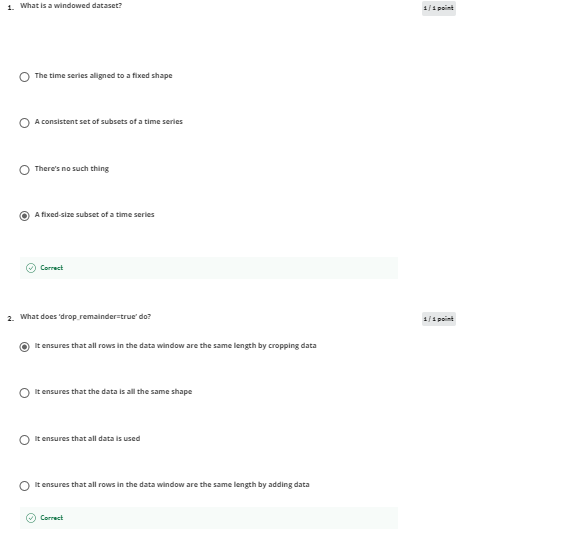 1. What is a windowed dataset?
1 / 1 point
The time series aligned to a fixed shape
A consistent set of subsets of a time series
There's no such thing
A fixed-size subset of a time series
Correct
2. What does 'drop_remainder=true' do?
1 / 1 point
It ensures that all rows in the data window are the same length by cropping data
It ensures that the data is all the same shape
It ensures that all data is used
It ensures that all rows in the data window are the same length by adding data
Correct